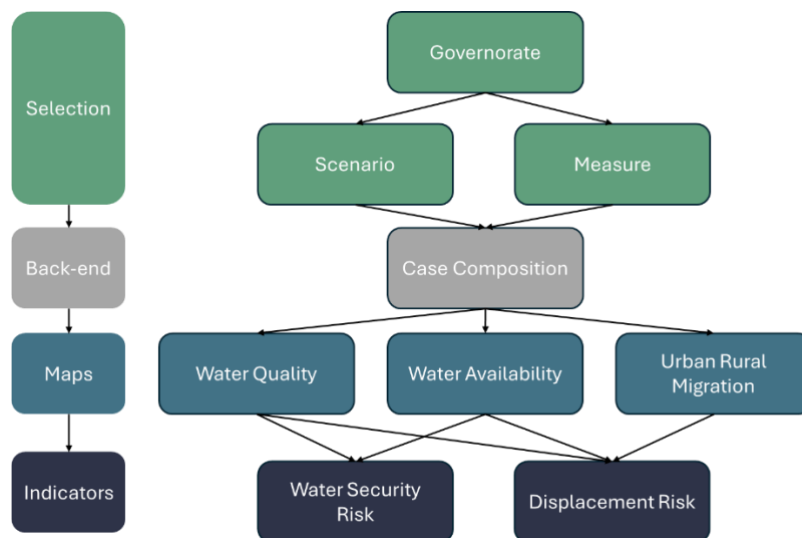 Governorate
Selection
Scenario
Measure
Back-end
Case Composition
Maps
Water Quality
Water Availability
Urban Rural
Migration
Indicators
Water Security
Risk
Displacement Risk